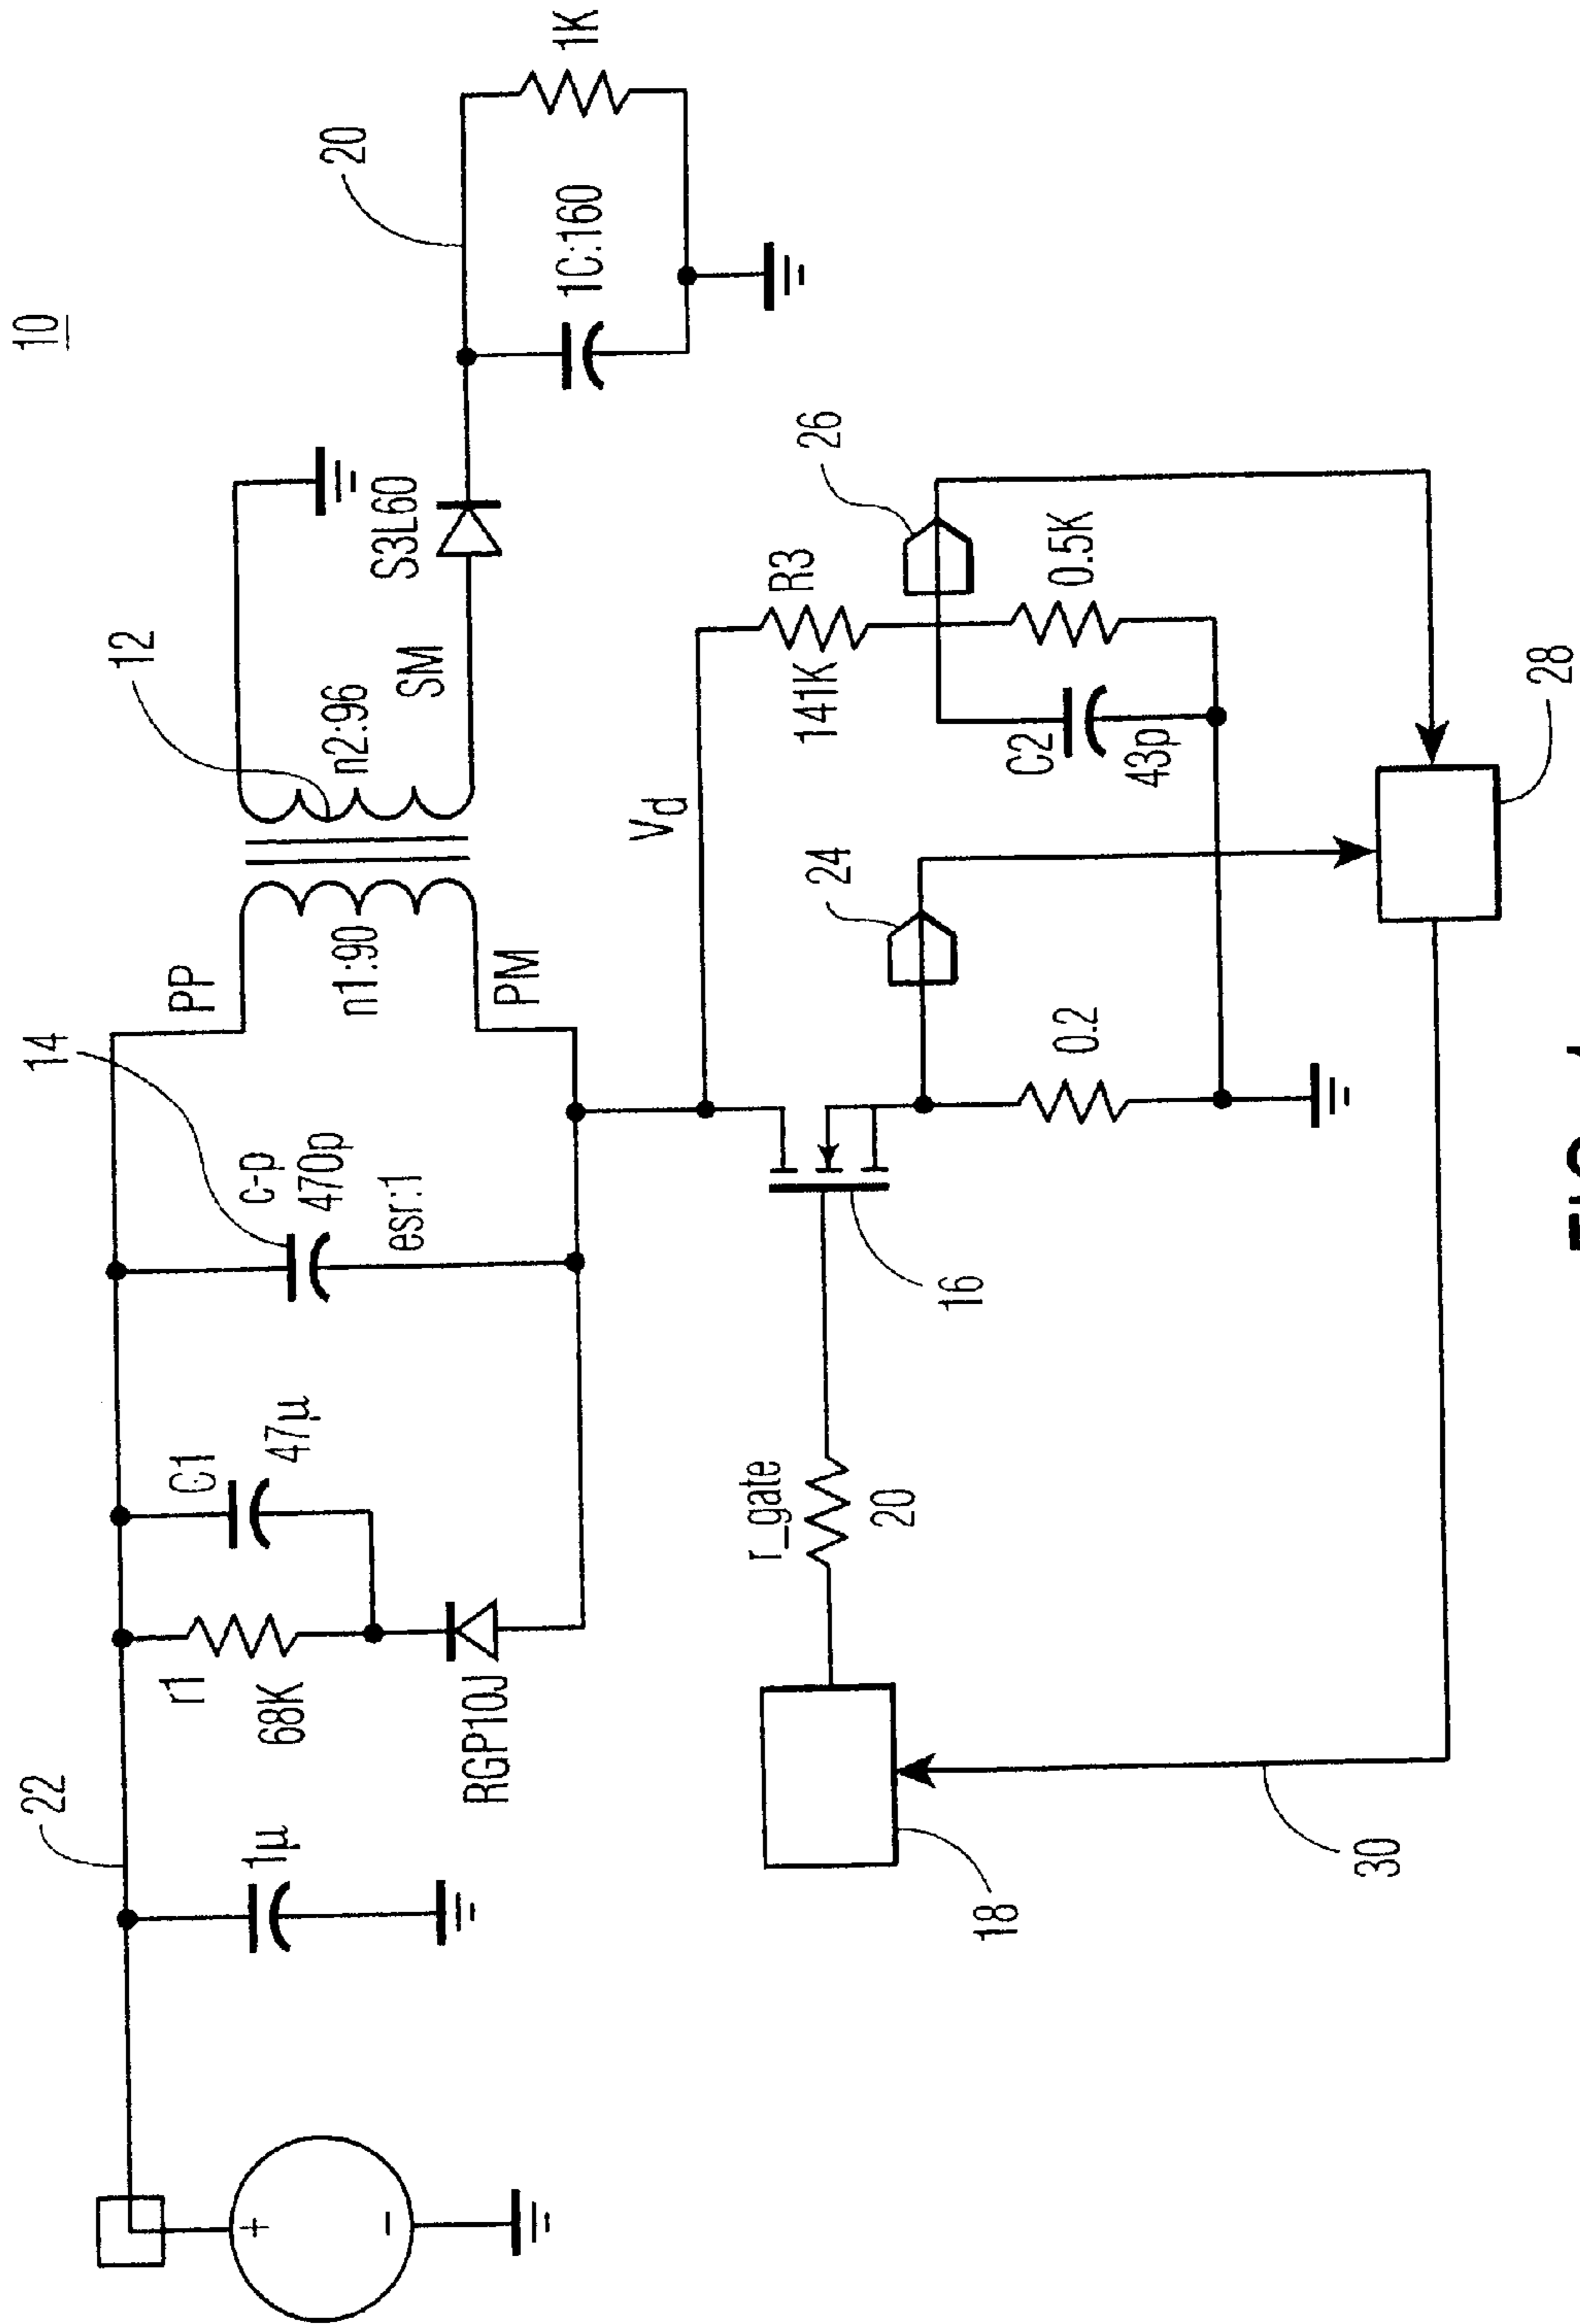 10
22
14
12
20
PP
PM
n1:90
n2:96
SM
S3L60
1C:160
1K
c-p
470p
esr:1
C1
47µ
r1
68K
RGP10J
1µ
+
-
Vd
R3
141K
26
0.5K
C2
43p
24
0.2
16
r_gate
20
18
30
28